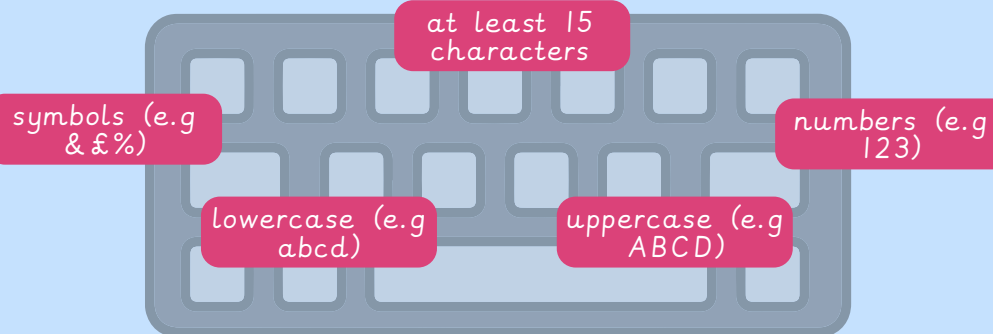 at least 15
characters
symbols (e.g
&£%)
numbers (e.g
123)
lowercase (e.g
abcd)
uppercase (e.g
ABCD)